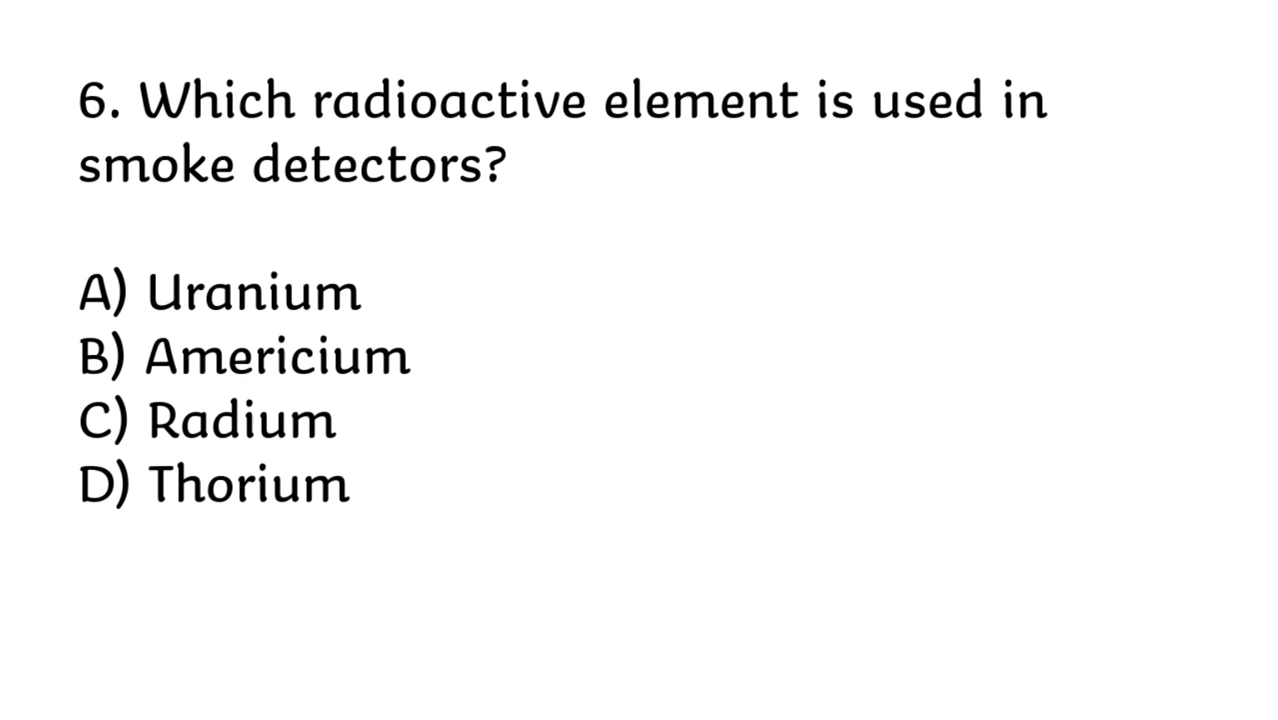 6. Which radioactive element is used in
smoke detectors?
A) Uranium
B) Americium
C) Radium
D) Thorium